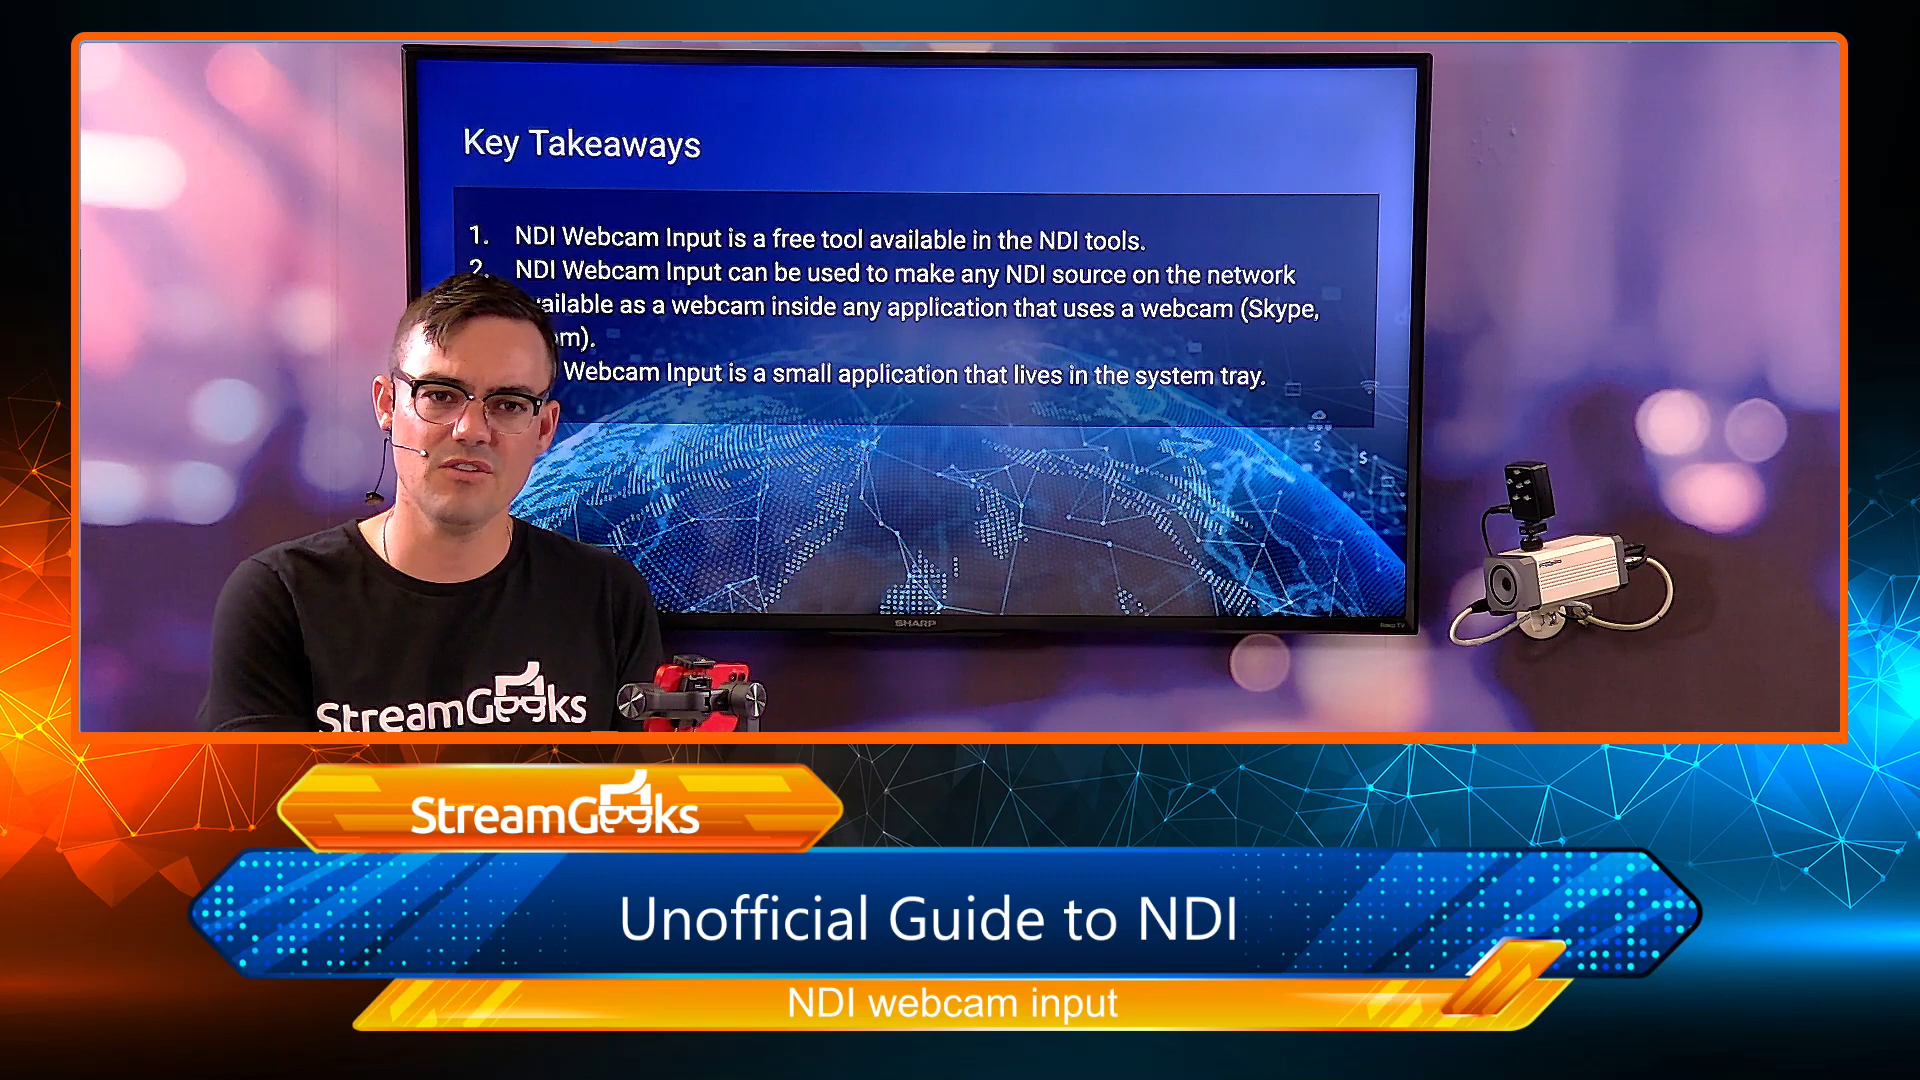 Key Takeaways
1. NDI Webcam Input is a free tool available in the NDI tools.
2. NDI Webcam Input can be used to make any NDI source on the network
as a webcam inside any application that uses a webcam (Skype,
Webcam Input is a small application that lives in the system tray.
SHARP
Roku TV
StreamGeeks
StreamGeeks
Unofficial Guide to NDI
NDI webcam input